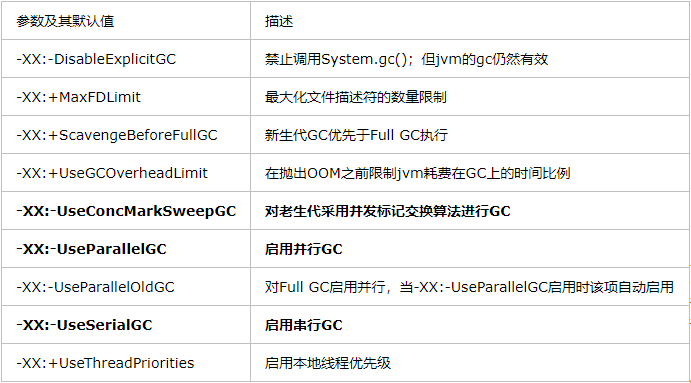 参数及其默认值 描述
-XX:-DisableExplicitGC 禁止调用System.gc()；但jvm的gc仍然有效
-XX:+MaxFDLimit 最大化文件描述符的数量限制
-XX:+ScavengeBeforeFullGC 新生代GC优先于Full GC执行
-XX:+UseGCOverheadLimit 在抛出OOM之前限制jvm耗费在GC上的时间比例
-XX:-UseConcMarkSweepGC 对老生代采用并发标记交换算法进行GC
-XX:-UseParallelGC 启用并行GC
-XX:-UseParallelOldGC 对Full GC启用并行，当-XX:-UseParallelGC启用时该项自动启用
-XX:-UseSerialGC 启用串行GC
-XX:+UseThreadPriorities 启用本地线程优先级